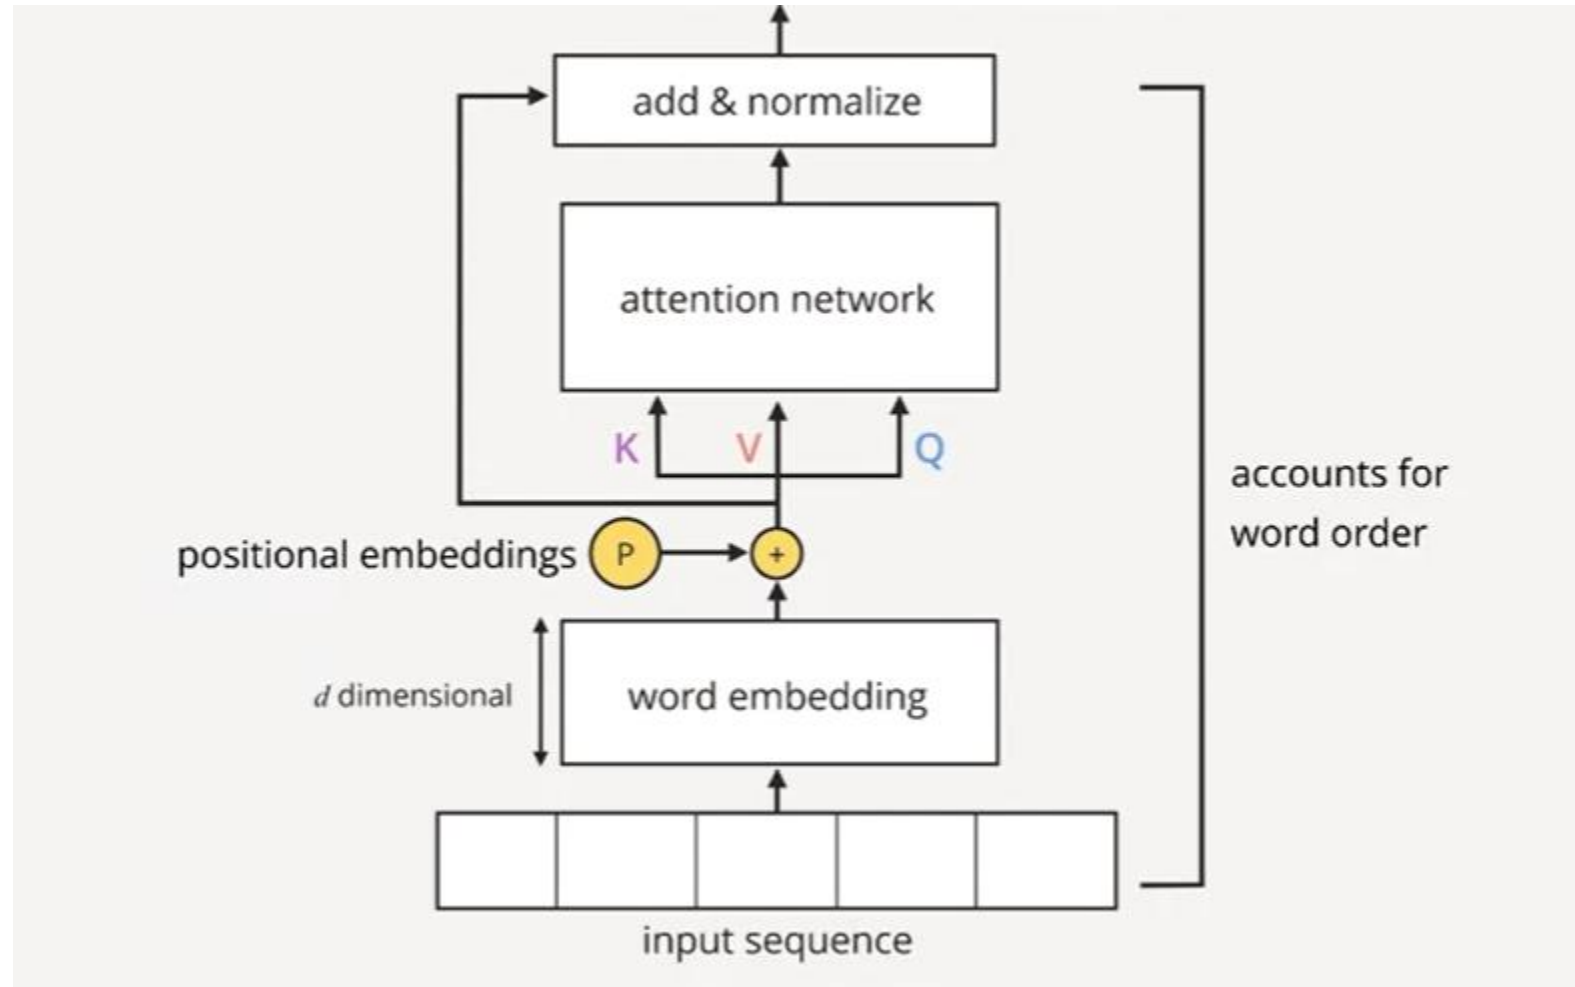 add & normalize
attention network
K V Q
accounts for
word order
positional embeddings P +
d dimensional
word embedding
input sequence